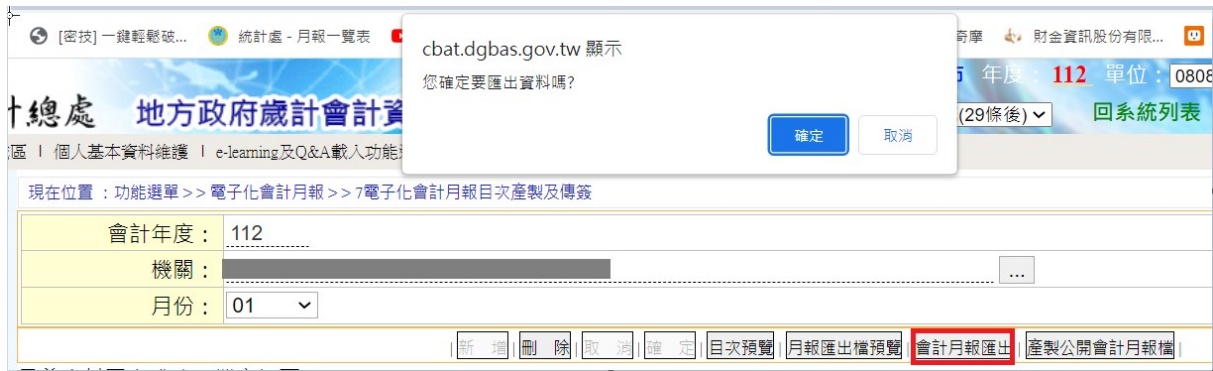 [密技] 一鍵輕鬆破... 統計處 - 月報一覽表 奇摩 財金資訊股份有限...
cbat.dgbas.gov.tw 顯示
您確定要匯出資料嗎?
確定 取消
年度： 112 單位： 0808
總處 地方政府歲計會計資
(29條後) 回系統列表
區 | 個人基本資料維護 | e-learning及Q&A載入功能
現在位置 ：功能選單>> 電子化會計月報>> 7電子化會計月報目次產製及傳簽
會計年度： 112
機關： ...
月份： 01
|新 增|刪 除|取 消|確 定|目次預覽|月報匯出檔預覽|會計月報匯出|產製公開會計月報檔|